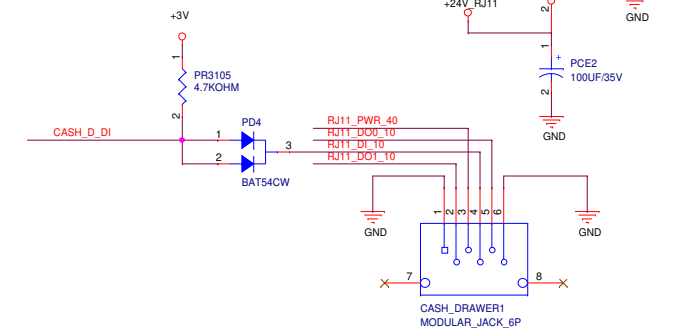 +24V_RJ11
GND
+3V
2
1
PR3105
4.7KOHM
2
1
+
PCE2
100UF/35V
2
GND
CASH_D_DI
PD4
1
2
3
BAT54CW
RJ11_PWR_40
RJ11_DO0_10
RJ11_DI_10
RJ11_DO1_10
GND
1
2
3
4
5
6
GND
7
8
CASH_DRAWER1
MODULAR_JACK_6P